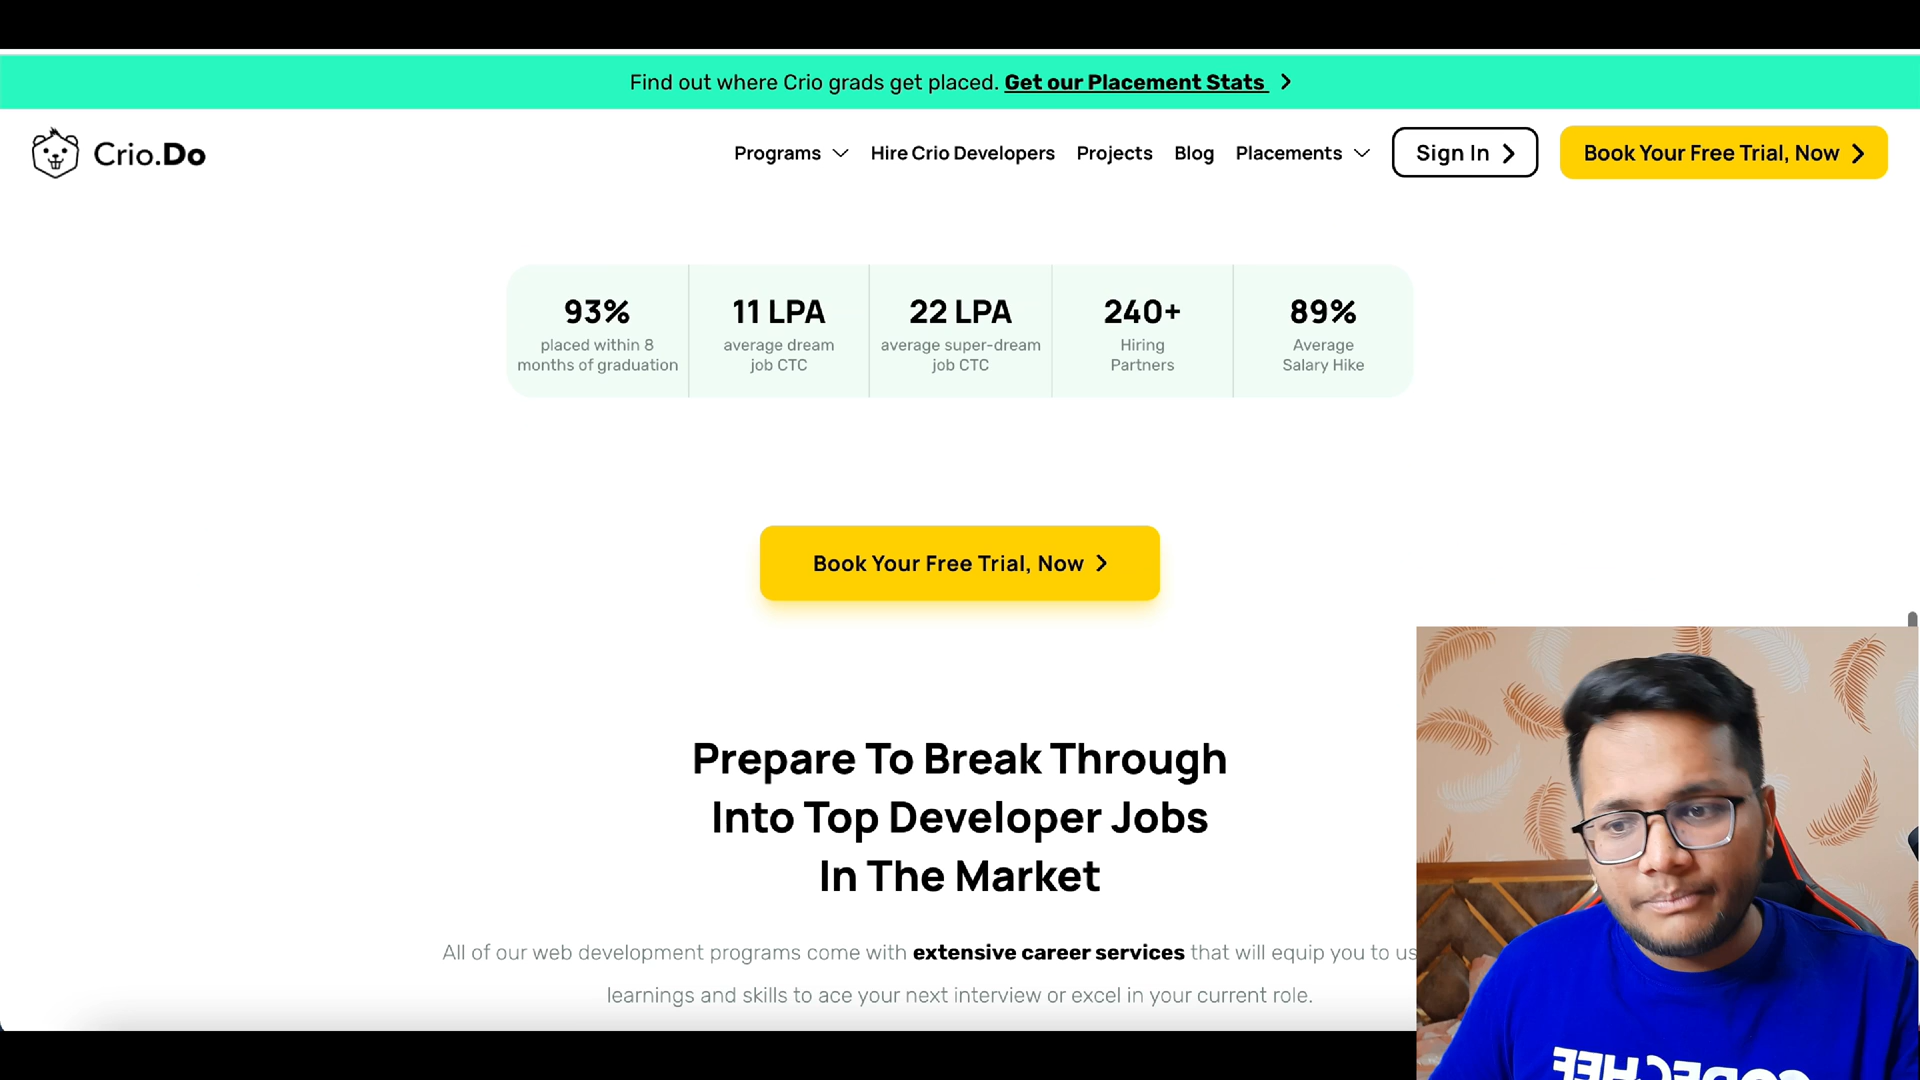 Find out where Crio grads get placed. Get our Placement Stats
Crio.Do
Programs Hire Crio Developers Projects Blog Placements Sign In Book Your Free Trial, Now
93% 11 LPA 22 LPA 240+ 89%
placed within 8 average dream average super-dream Hiring Average
months of graduation job CTC job CTC Partners Salary Hike
Book Your Free Trial, Now
Prepare To Break Through
Into Top Developer Jobs
In The Market
All of our web development programs come with extensive career services that will equip you to us
learnings and skills to ace your next interview or excel in your current role.
CODECHEF